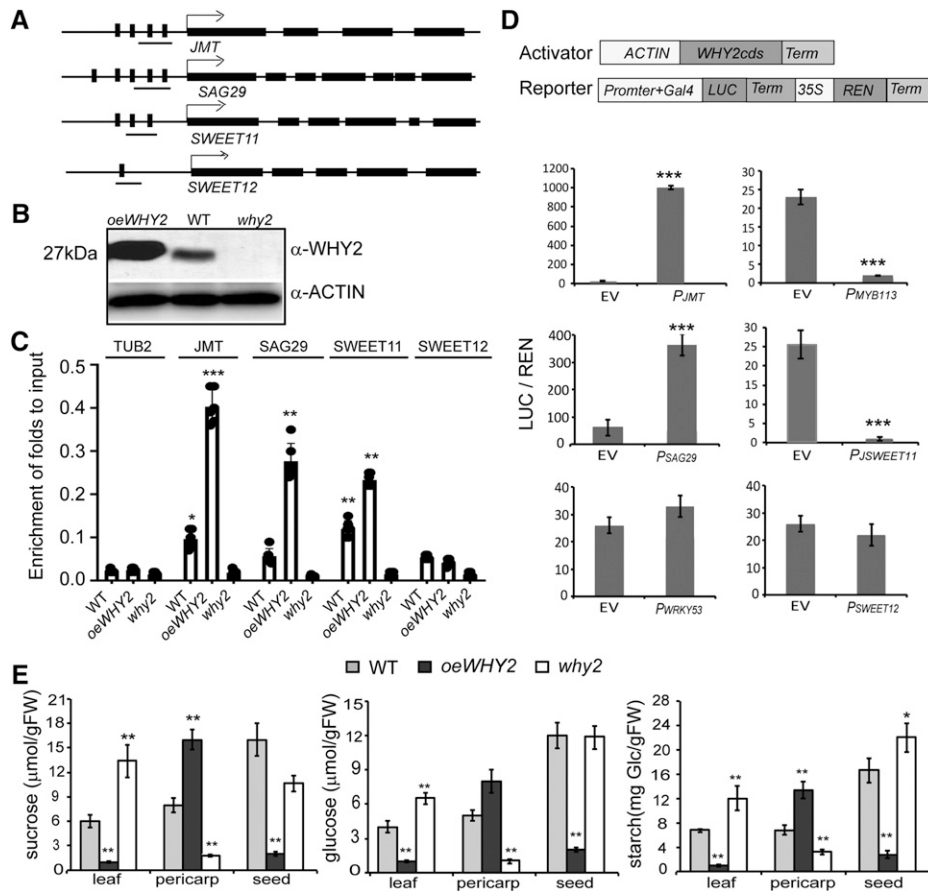 A
JMT
SAG29
SWEET11
SWEET12
B
oeWHY2 WT why2
27kDa
α-WHY2
α-ACTIN
C
TUB2 JMT SAG29 SWEET11 SWEET12
Enrichment of folds to input
0.4
0.3
0.2
0.1
0.0
*
***
**
**
**
WT oeWHY2 why2 WT oeWHY2 why2 WT oeWHY2 why2 WT oeWHY2 why2 WT oeWHY2 why2
D
Activator ACTIN WHY2cds Term
Reporter Promter+Gal4 LUC Term 35S REN Term
LUC / REN
1200
1000
800
600
400
200
0
***
EV PJMT
30
25
20
15
10
5
0
***
EV PMYB113
500
400
300
200
100
0
***
EV PSAG29
30
25
20
15
10
5
0
***
EV PJSWEET11
40
30
20
10
0
EV PWRKY53
40
30
20
10
0
EV PSWEET12
E
WT oeWHY2 why2
sucrose (μmol/gFW)
21
18
15
12
9
6
3
0
** ** ** **
leaf pericarp seed
glucose (μmol/gFW)
15
12
9
6
3
0
** ** ** **
leaf pericarp seed
starch(mg Glc/gFW)
28
24
20
16
12
8
4
0
** ** ** ** ** *
leaf pericarp seed